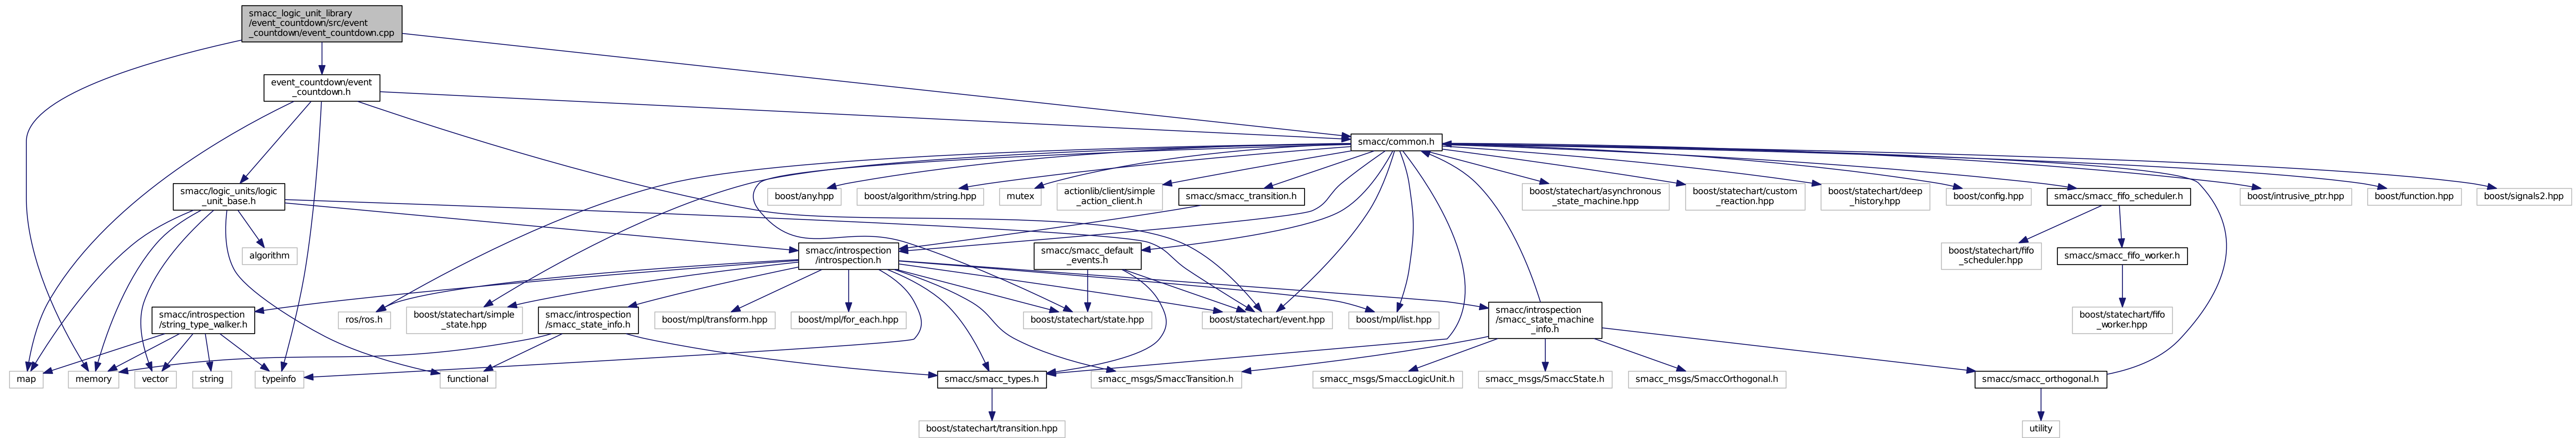 smacc_logic_unit_library
/event_countdown/src/event
_countdown/event_countdown.cpp
event_countdown/event
_countdown.h
smacc/common.h
smacc/logic_units/logic
_unit_base.h
boost/any.hpp
boost/algorithm/string.hpp
mutex
actionlib/client/simple
_action_client.h
smacc/smacc_transition.h
boost/statechart/asynchronous
_state_machine.hpp
boost/statechart/custom
_reaction.hpp
boost/statechart/deep
_history.hpp
boost/config.hpp
smacc/smacc_fifo_scheduler.h
boost/intrusive_ptr.hpp
boost/function.hpp
boost/signals2.hpp
algorithm
smacc/introspection
/introspection.h
smacc/smacc_default
_events.h
boost/statechart/fifo
_scheduler.hpp
smacc/smacc_fifo_worker.h
smacc/introspection
/string_type_walker.h
ros/ros.h
boost/statechart/simple
_state.hpp
smacc/introspection
/smacc_state_info.h
boost/mpl/transform.hpp
boost/mpl/for_each.hpp
boost/statechart/state.hpp
boost/statechart/event.hpp
boost/mpl/list.hpp
smacc/introspection
/smacc_state_machine
_info.h
boost/statechart/fifo
_worker.hpp
map
memory
vector
string
typeinfo
functional
smacc/smacc_types.h
smacc_msgs/SmaccTransition.h
smacc_msgs/SmaccLogicUnit.h
smacc_msgs/SmaccState.h
smacc_msgs/SmaccOrthogonal.h
smacc/smacc_orthogonal.h
boost/statechart/transition.hpp
utility